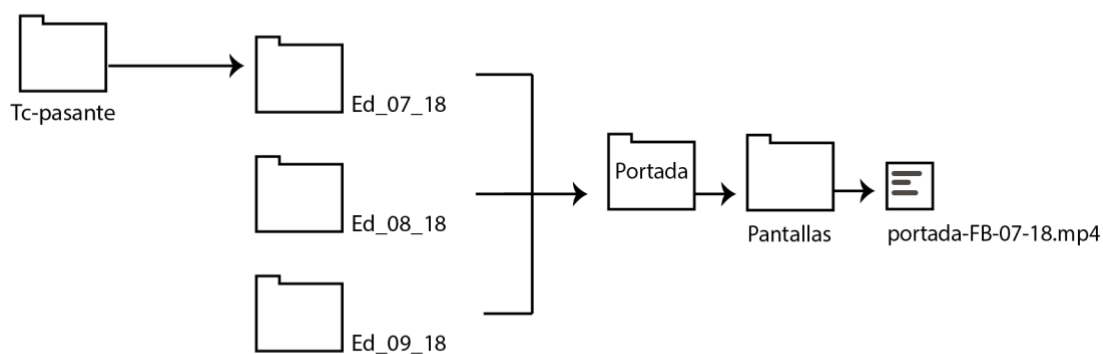 Tc-pasante
Ed_07_18
Ed_08_18
Ed_09_18
Portada
Pantallas
portada-FB-07-18.mp4